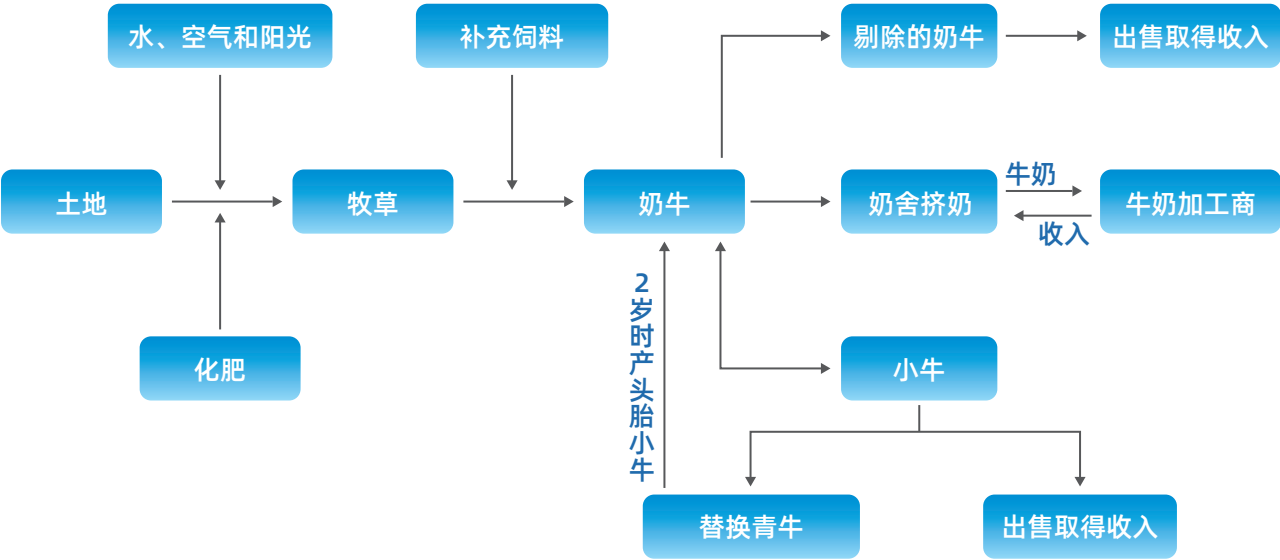 水、空气和阳光
补充饲料
剔除的奶牛
出售取得收入
土地
牧草
奶牛
奶舍挤奶
牛奶
收入
牛奶加工商
2岁时产头胎小牛
化肥
小牛
替换青牛
出售取得收入